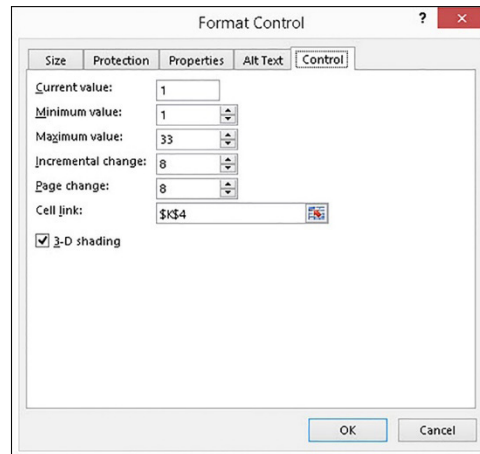 Format Control
?
×
Size Protection Properties Alt Text Control
Current value: 1
Minimum value: 1
Maximum value: 33
Incremental change: 8
Page change: 8
Cell link: $K$4
3-D shading
OK Cancel